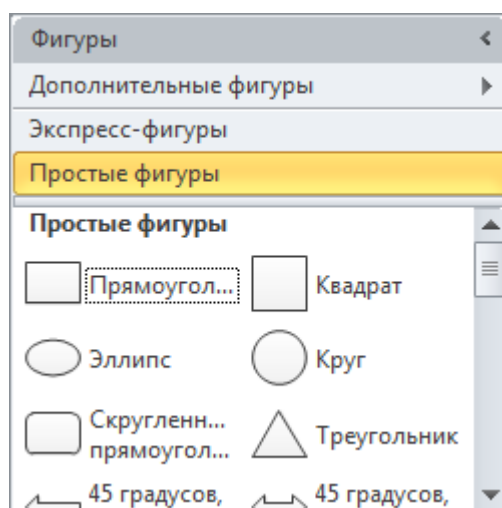 Фигуры
Дополнительные фигуры
Экспресс-фигуры
Простые фигуры
Простые фигуры
Прямоугол... Квадрат
Эллипс Круг
Скругленн...
прямоугол... Треугольник
45 градусов, 45 градусов,